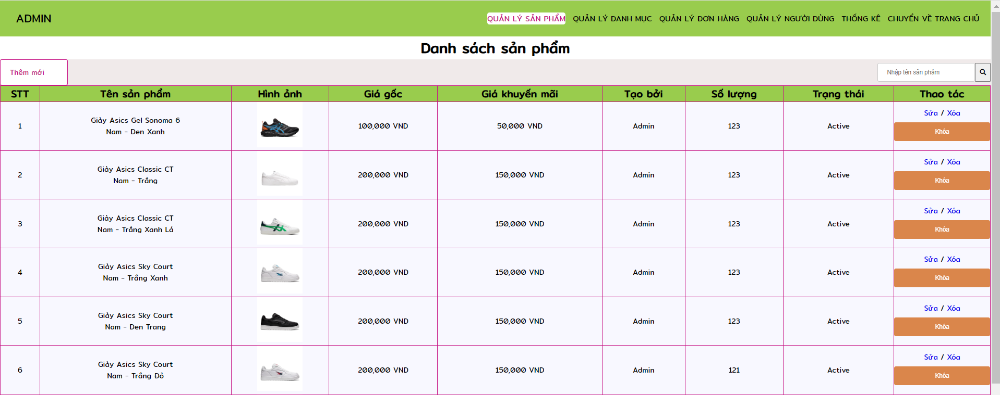 ADMIN
QUẢN LÝ SẢN PHẨM QUẢN LÝ DANH MỤC QUẢN LÝ ĐƠN HÀNG QUẢN LÝ NGƯỜI DÙNG THỐNG KÊ CHUYỂN VỀ TRANG CHỦ
Danh sách sản phẩm
Thêm mới
Nhập tên sản phẩm
STT Tên sản phẩm Hình ảnh Giá gốc Giá khuyến mãi Tạo bởi Số lượng Trạng thái Thao tác
1
Giày Asics Gel Sonoma 6
Nam - Den Xanh
100,000 VND 50,000 VND Admin 123 Active
Sửa / Xóa
Khóa
2
Giày Asics Classic CT
Nam - Trắng
200,000 VND 150,000 VND Admin 123 Active
Sửa / Xóa
Khóa
3
Giày Asics Classic CT
Nam - Trắng Xanh Lá
200,000 VND 150,000 VND Admin 123 Active
Sửa / Xóa
Khóa
4
Giày Asics Sky Court
Nam - Trắng Xanh
200,000 VND 150,000 VND Admin 123 Active
Sửa / Xóa
Khóa
5
Giày Asics Sky Court
Nam - Den Trang
200,000 VND 150,000 VND Admin 123 Active
Sửa / Xóa
Khóa
6
Giày Asics Sky Court
Nam - Trắng Đỏ
200,000 VND 150,000 VND Admin 121 Active
Sửa / Xóa
Khóa